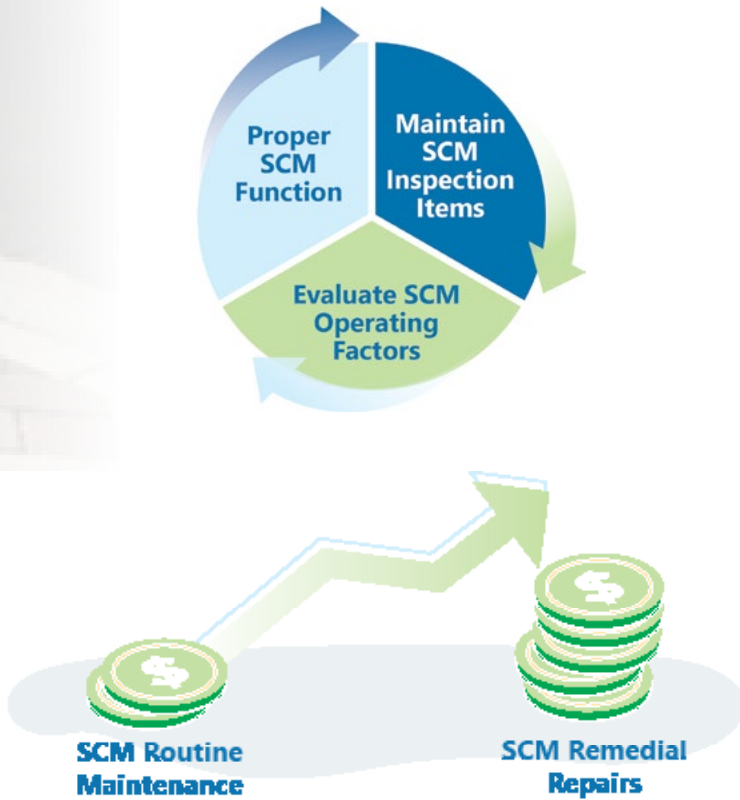 Proper
SCM
Function
Maintain
SCM
Inspection
Items
Evaluate SCM
Operating
Factors
$
$
SCM Routine
Maintenance
SCM Remedial
Repairs